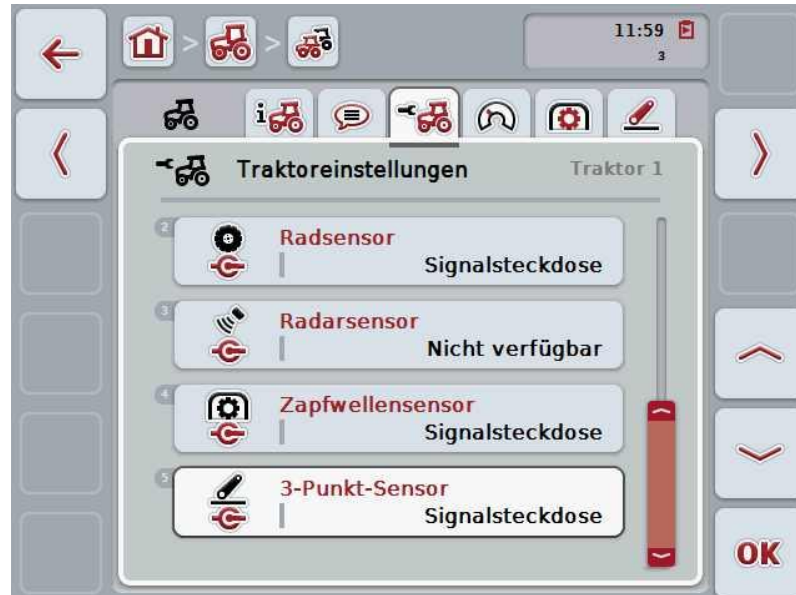 11:59
3
Traktoreinstellungen Traktor 1
2
Radsensor
Signalsteckdose
3
Radarsensor
Nicht verfügbar
4
Zapfwellensensor
Signalsteckdose
5
3-Punkt-Sensor
Signalsteckdose
OK